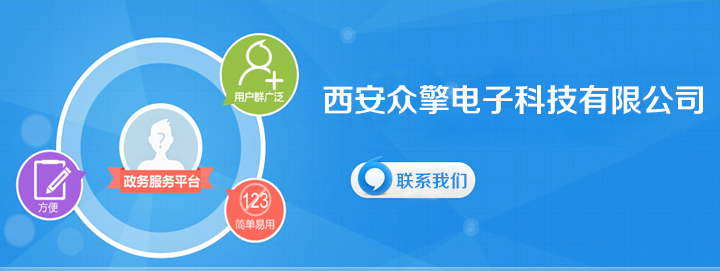 用户群广泛
西安众擎电子科技有限公司
?
政务服务平台
联系我们
方便
123
简单易用